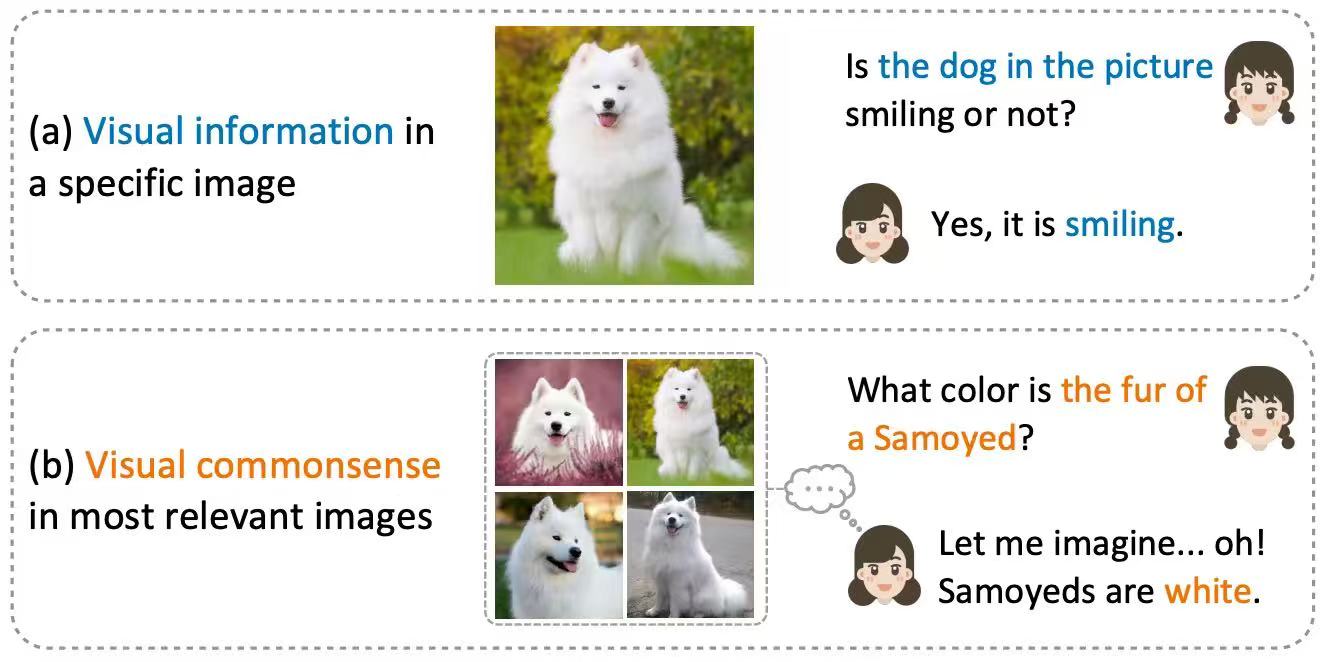 (a) Visual information in
a specific image
Is the dog in the picture
smiling or not?
Yes, it is smiling.
(b) Visual commonsense
in most relevant images
What color is the fur of
a Samoyed?
Let me imagine... oh!
Samoyeds are white.